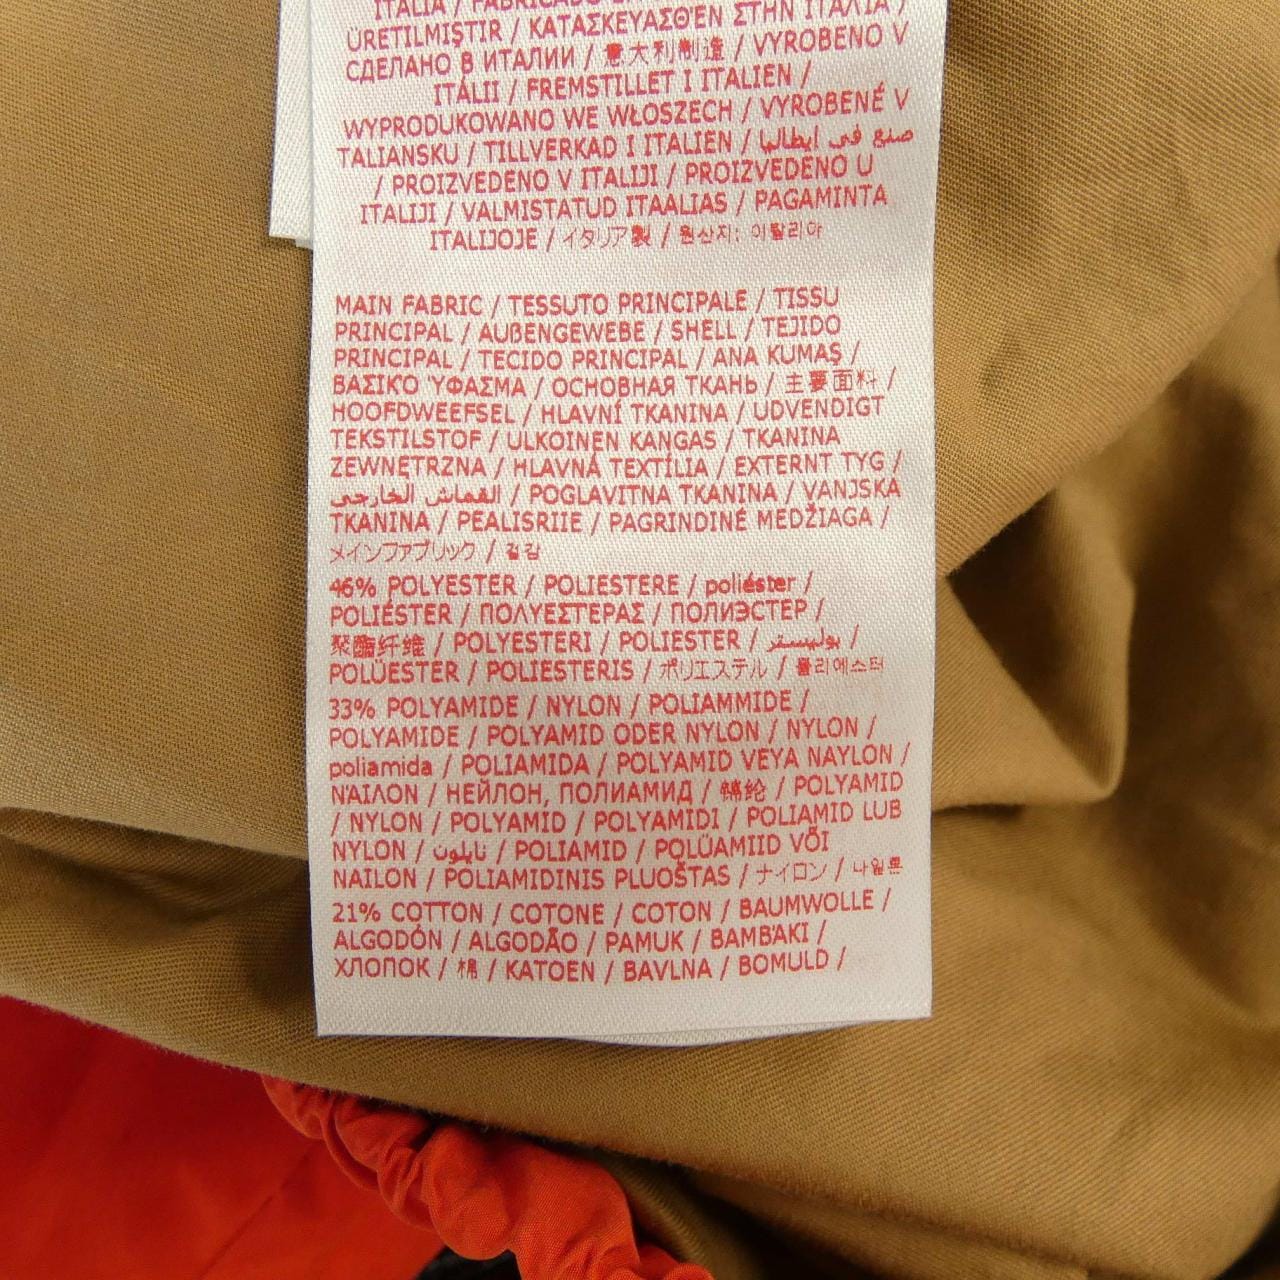 ITALIA / FABRICADO
ÜRETILMIŞTIR / ΚΑΤΑΣΚΕΥΑΣΘΈΝ ΣΤΗΝ ΙΤΑΛΊΑ /
СДЕЛАНО В ИТАЛИИ / 意大利制造 / VYROBENO V
ITÁLII / FREMSTILLET I ITALIEN /
WYPRODUKOWANO WE WŁOSZECH / VYROBENÉ V
TALIANSKU / TILLVERKAD I ITALIEN / صنع في إيطاليا
/ PROIZVEDENO V ITALIJI / PROIZVEDENO U
ITALIJI / VALMISTATUD ITAALIAS / PAGAMINTA
ITALIJOJE / イタリア製 / 원산지: 이탈리아
MAIN FABRIC / TESSUTO PRINCIPALE / TISSU
PRINCIPAL / AUßENGEWEBE / SHELL / TEJIDO
PRINCIPAL / TECIDO PRINCIPAL / ANA KUMAŞ /
ΒΑΣΙΚΌ ΎΦΑΣΜΑ / ОСНОВНАЯ ТКАНЬ / 主要面料 /
HOOFDWEEFSEL / HLAVNÍ TKANINA / UDVENDIGT
TEKSTILSTOF / ULKOINEN KANGAS / TKANINA
ZEWNĘTRZNA / HLAVNÁ TEXTÍLIA / EXTERNT TYG /
القماش الخارجي / POGLAVITNA TKANINA / VANJSKA
TKANINA / PEALISRIIE / PAGRINDINĖ MEDŽIAGA /
メインファブリック / 겉감
46% POLYESTER / POLIESTERE / poliéster /
POLIÉSTER / ΠΟΛΥΕΣΤΕΡΑΣ / ПОЛИЭСТЕР /
聚酯纤维 / POLYESTERI / POLIESTER / بوليستر /
POLÜESTER / POLIESTERIS / ポリエステル / 폴리에스터
33% POLYAMIDE / NYLON / POLIAMMIDE /
POLYAMIDE / POLYAMID ODER NYLON / NYLON /
poliamida / POLIAMIDA / POLYAMID VEYA NAYLON /
ΝΆΙΛΟΝ / НЕЙЛОН, ПОЛИАМИД / 锦纶 / POLYAMID
/ NYLON / POLYAMID / POLYAMIDI / POLIAMID LUB
NYLON / نايلون / POLIAMID / POLÜAMIID VÕI
NAILON / POLIAMIDINIS PLUOŠTAS / ナイロン / 나일론
21% COTTON / COTONE / COTON / BAUMWOLLE /
ALGODÓN / ALGODÃO / PAMUK / ΒΑΜΒΆΚΙ /
ХЛОПОК / 棉 / KATOEN / BAVLNA / BOMULD /